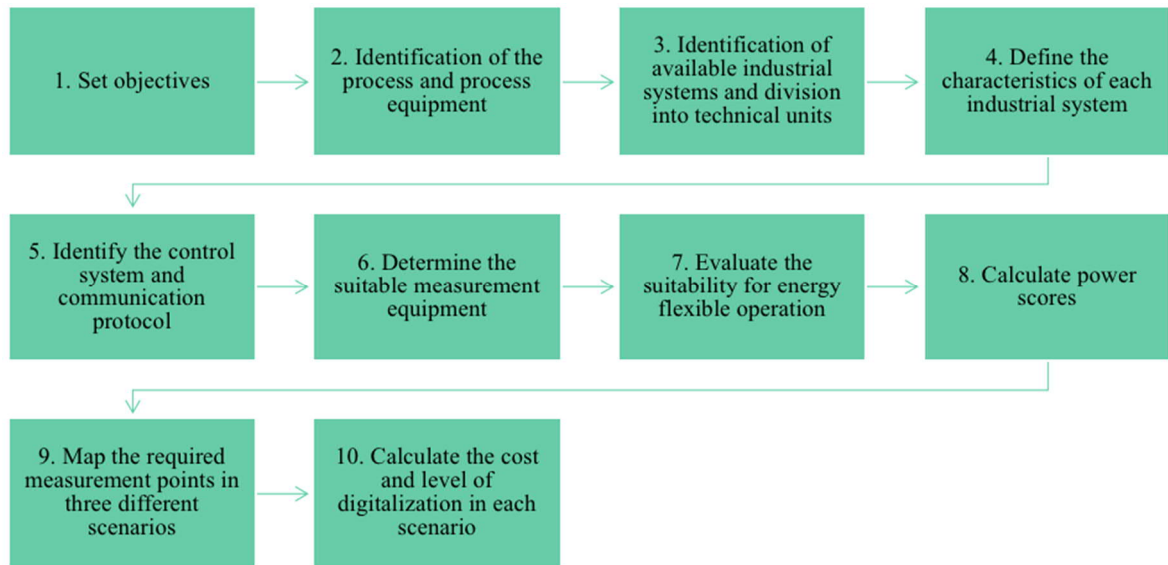 1. Set objectives
2. Identification of the
process and process
equipment
3. Identification of
available industrial
systems and division
into technical units
4. Define the
characteristics of each
industrial system
5. Identify the control
system and
communication
protocol
6. Determine the
suitable measurement
equipment
7. Evaluate the
suitability for energy
flexible operation
8. Calculate power
scores
9. Map the required
measurement points in
three different
scenarios
10. Calculate the cost
and level of
digitalization in each
scenario